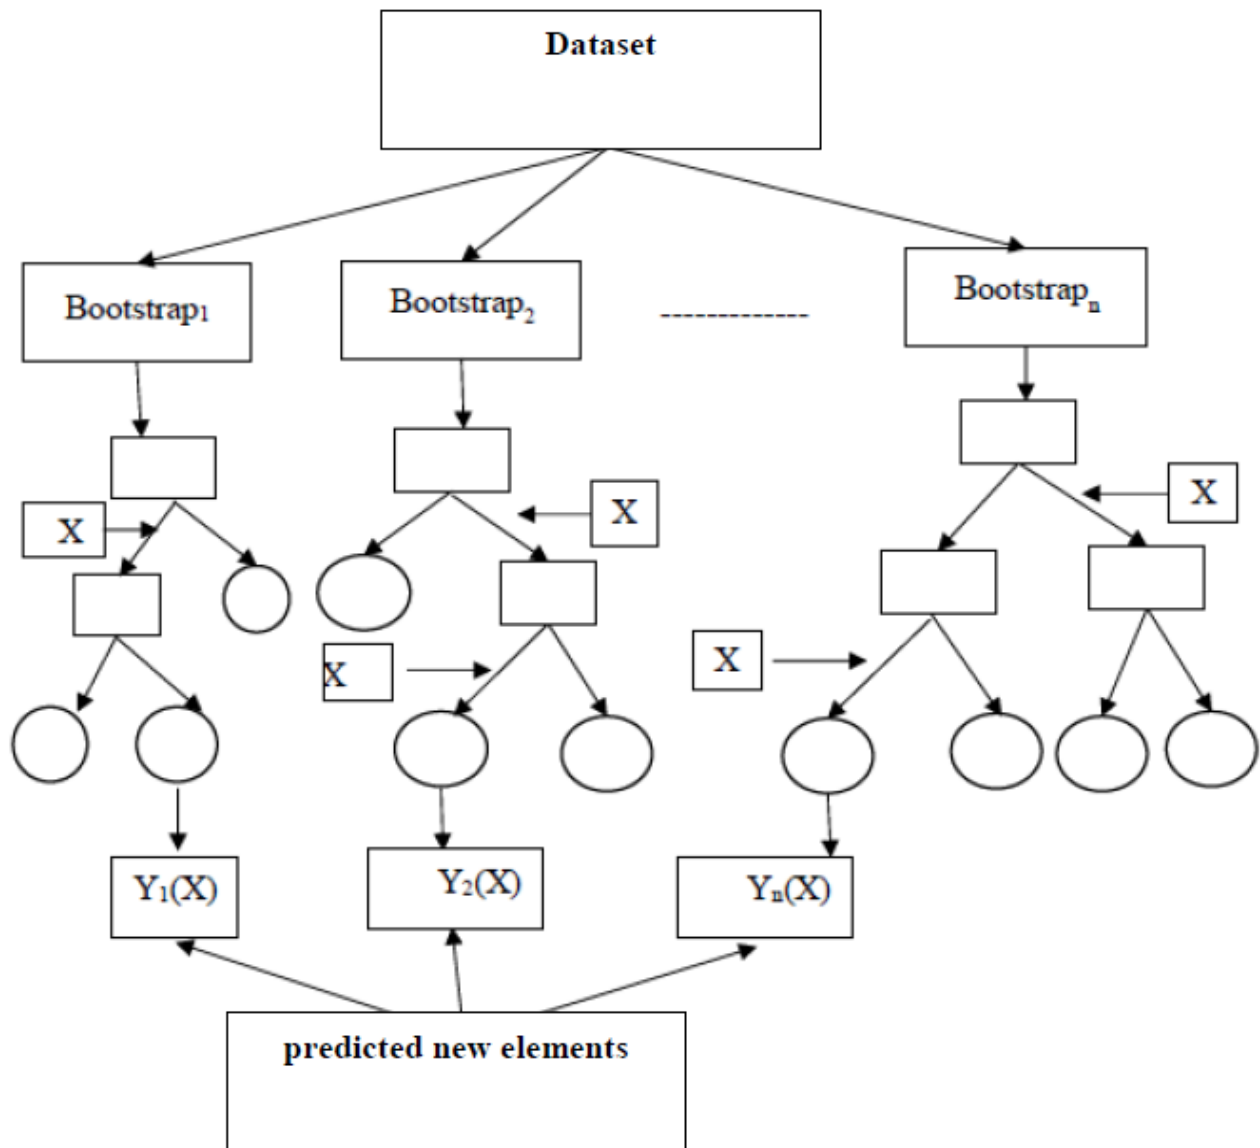 Dataset
Bootstrap₁
Bootstrap₂
-------------
Bootstrapₙ
X
X
X
X
X
Y₁(X)
Y₂(X)
Yₙ(X)
predicted new elements